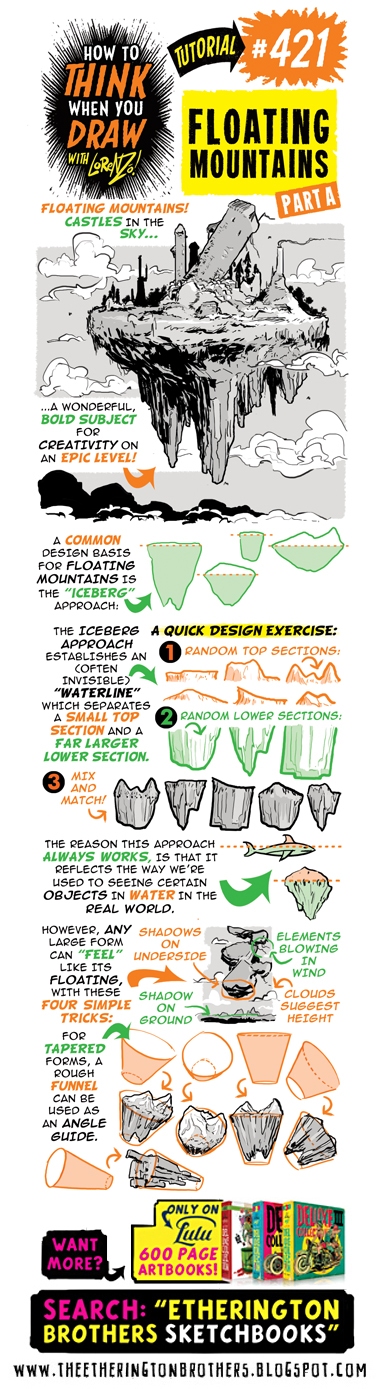 HOW TO
THINK
WHEN YOU
DRAW
WITH LORENZO!
TUTORIAL
#421
FLOATING
MOUNTAINS
PART A
FLOATING MOUNTAINS!
CASTLES IN THE
SKY...
...A WONDERFUL,
BOLD SUBJECT
FOR
CREATIVITY ON
AN EPIC LEVEL!
A COMMON
DESIGN BASIS
FOR FLOATING
MOUNTAINS IS
THE "ICEBERG"
APPROACH:
THE ICEBERG
APPROACH
ESTABLISHES AN
(OFTEN
INVISIBLE)
"WATERLINE"
WHICH SEPARATES
A SMALL TOP
SECTION AND A
FAR LARGER
LOWER SECTION.
A QUICK DESIGN EXERCISE:
1 RANDOM TOP SECTIONS:
2 RANDOM LOWER SECTIONS:
3 MIX
AND
MATCH!
THE REASON THIS APPROACH
ALWAYS WORKS, IS THAT IT
REFLECTS THE WAY WE'RE
USED TO SEEING CERTAIN
OBJECTS IN WATER IN THE
REAL WORLD.
HOWEVER, ANY
LARGE FORM
CAN "FEEL"
LIKE ITS
FLOATING,
WITH THESE
FOUR SIMPLE
TRICKS:
SHADOWS
ON
UNDERSIDE
ELEMENTS
BLOWING
IN
WIND
SHADOW
ON
GROUND
CLOUDS
SUGGEST
HEIGHT
FOR
TAPERED
FORMS, A
ROUGH
FUNNEL
CAN BE
USED AS
AN ANGLE
GUIDE.
WANT
MORE?
ONLY ON
Lulu
600 PAGE
ARTBOOKS!
DELUXE III
SEARCH: "ETHERINGTON
BROTHERS SKETCHBOOKS"
WWW.THEETHERINGTONBROTHERS.BLOGSPOT.COM